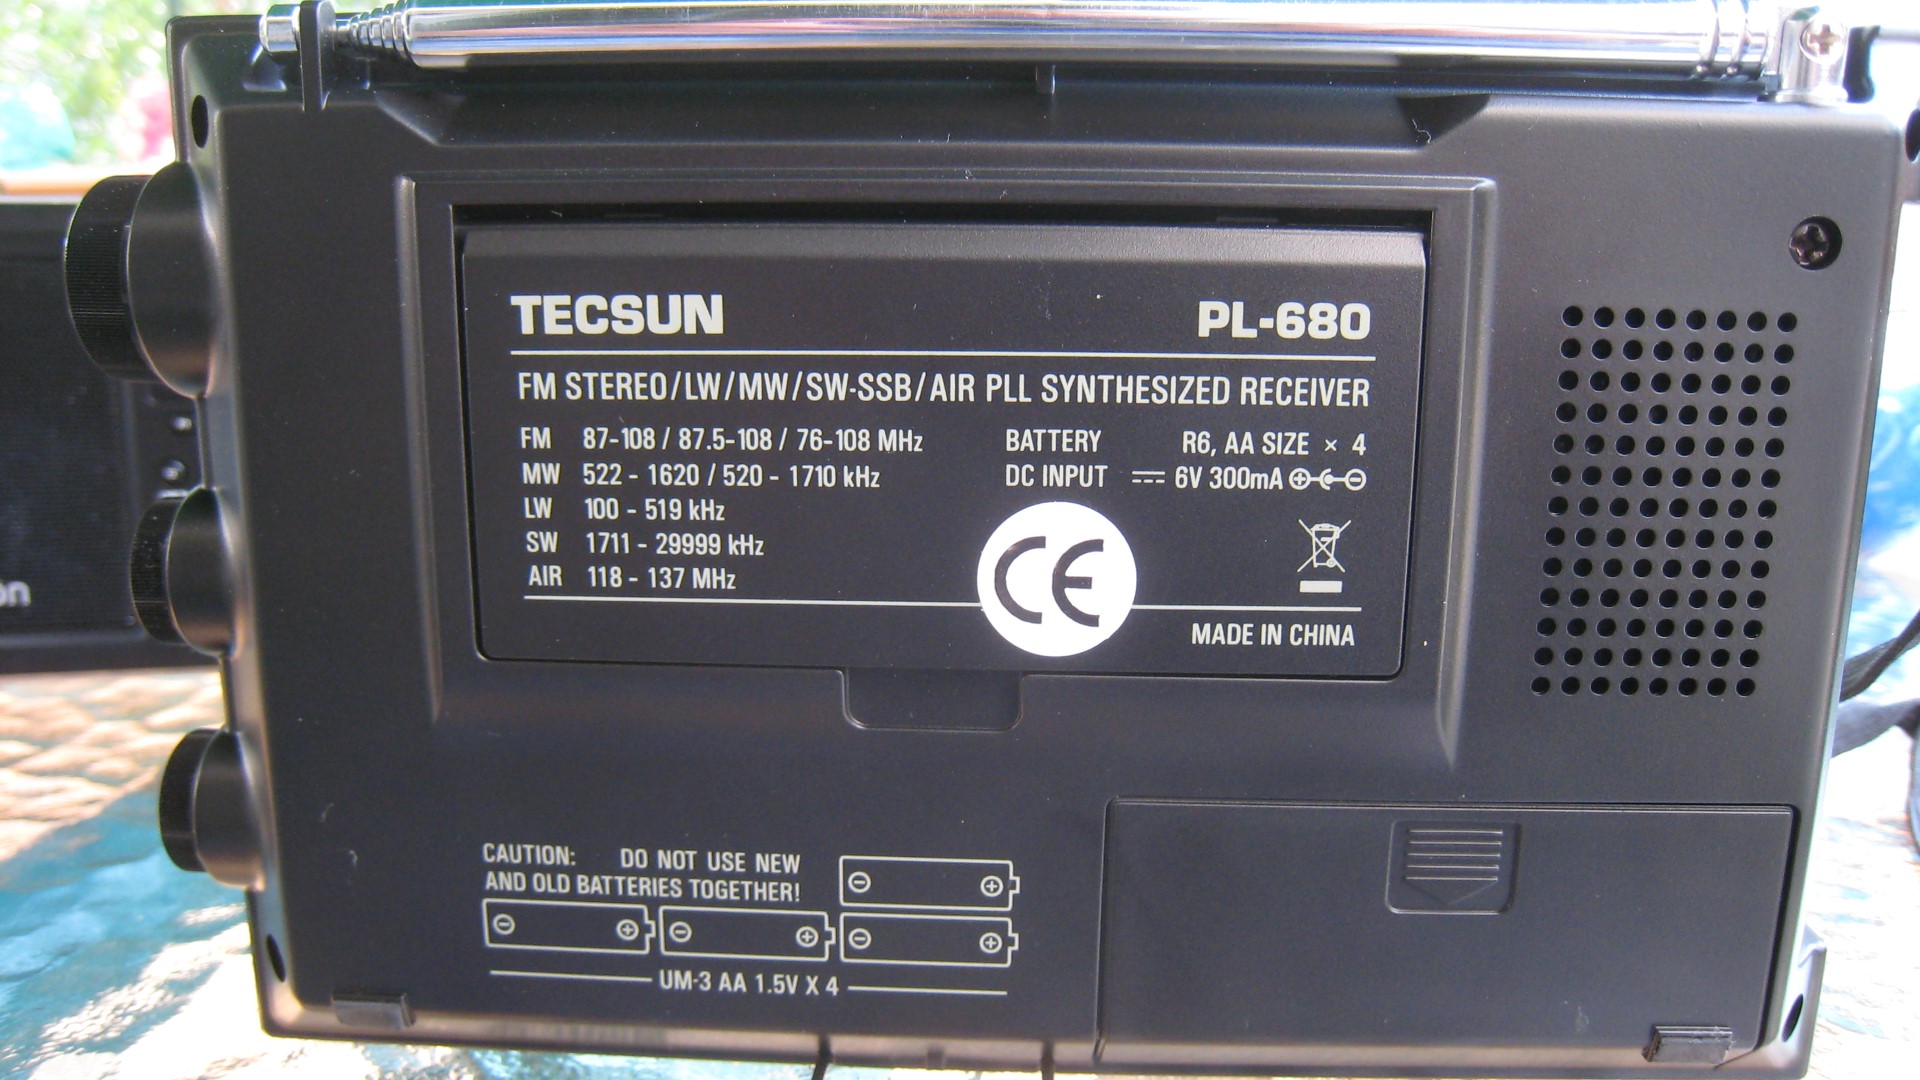 TECSUN PL-680
FM STEREO/LW/MW/SW-SSB/AIR PLL SYNTHESIZED RECEIVER
FM 87-108 / 87.5-108 / 76-108 MHz BATTERY R6, AA SIZE × 4
MW 522 - 1620 / 520 - 1710 kHz DC INPUT 6V 300mA
LW 100 - 519 kHz
SW 1711 - 29999 kHz
AIR 118 - 137 MHz
CE
MADE IN CHINA
CAUTION: DO NOT USE NEW
AND OLD BATTERIES TOGETHER!
UM-3 AA 1.5V X 4